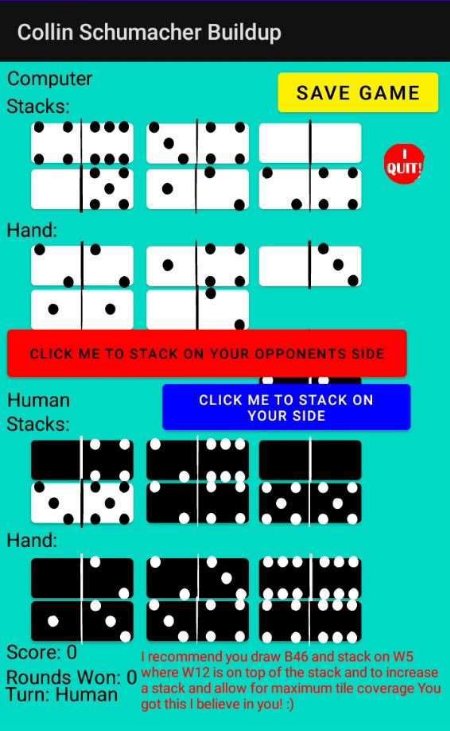 Collin Schumacher Buildup
Computer
SAVE GAME
Stacks:
I
QUIT!
Hand:
CLICK ME TO STACK ON YOUR OPPONENTS SIDE
Human
CLICK ME TO STACK ON
YOUR SIDE
Stacks:
Hand:
Score: 0
Rounds Won: 0
Turn: Human
I recommend you draw B46 and stack on W5
where W12 is on top of the stack and to increase
a stack and allow for maximum tile coverage You
got this I believe in you! :)